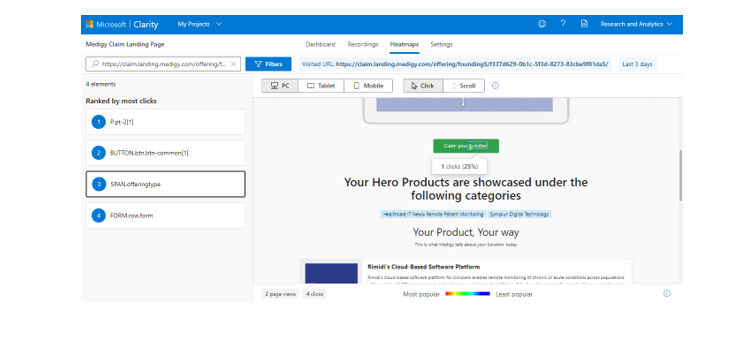 Microsoft | Clarity My Projects Research and Analytics
Medigy Claim Landing Page Dashboard Recordings Heatmaps Settings
https://claim.landing.medigy.com/offering/f... Filters Visited URL: https://claim.landing.medigy.com/offering/founding5/f337d629-0b1c-5f3d-8273-83cbe9f81da5/ Last 3 days
4 elements PC Tablet Mobile Click Scroll
Ranked by most clicks
1 P.pt-2[1]
2 BUTTON.btn.btn-common[1]
3 SPAN.offeringtype
4 FORM.row.form
Claim your Solution
1 clicks (25%)
Your Hero Products are showcased under the
following categories
Healthcare IT News: Remote Patient Monitoring Symplur: Digital Technology
Your Product, Your way
This is what Medigy tells about your Solution, today
Rimidi's Cloud-Based Software Platform
Rimidi's cloud-based software platform for clinicians enables remote monitoring of chronic or acute conditions across populations
2 page views 4 clicks Most popular Least popular